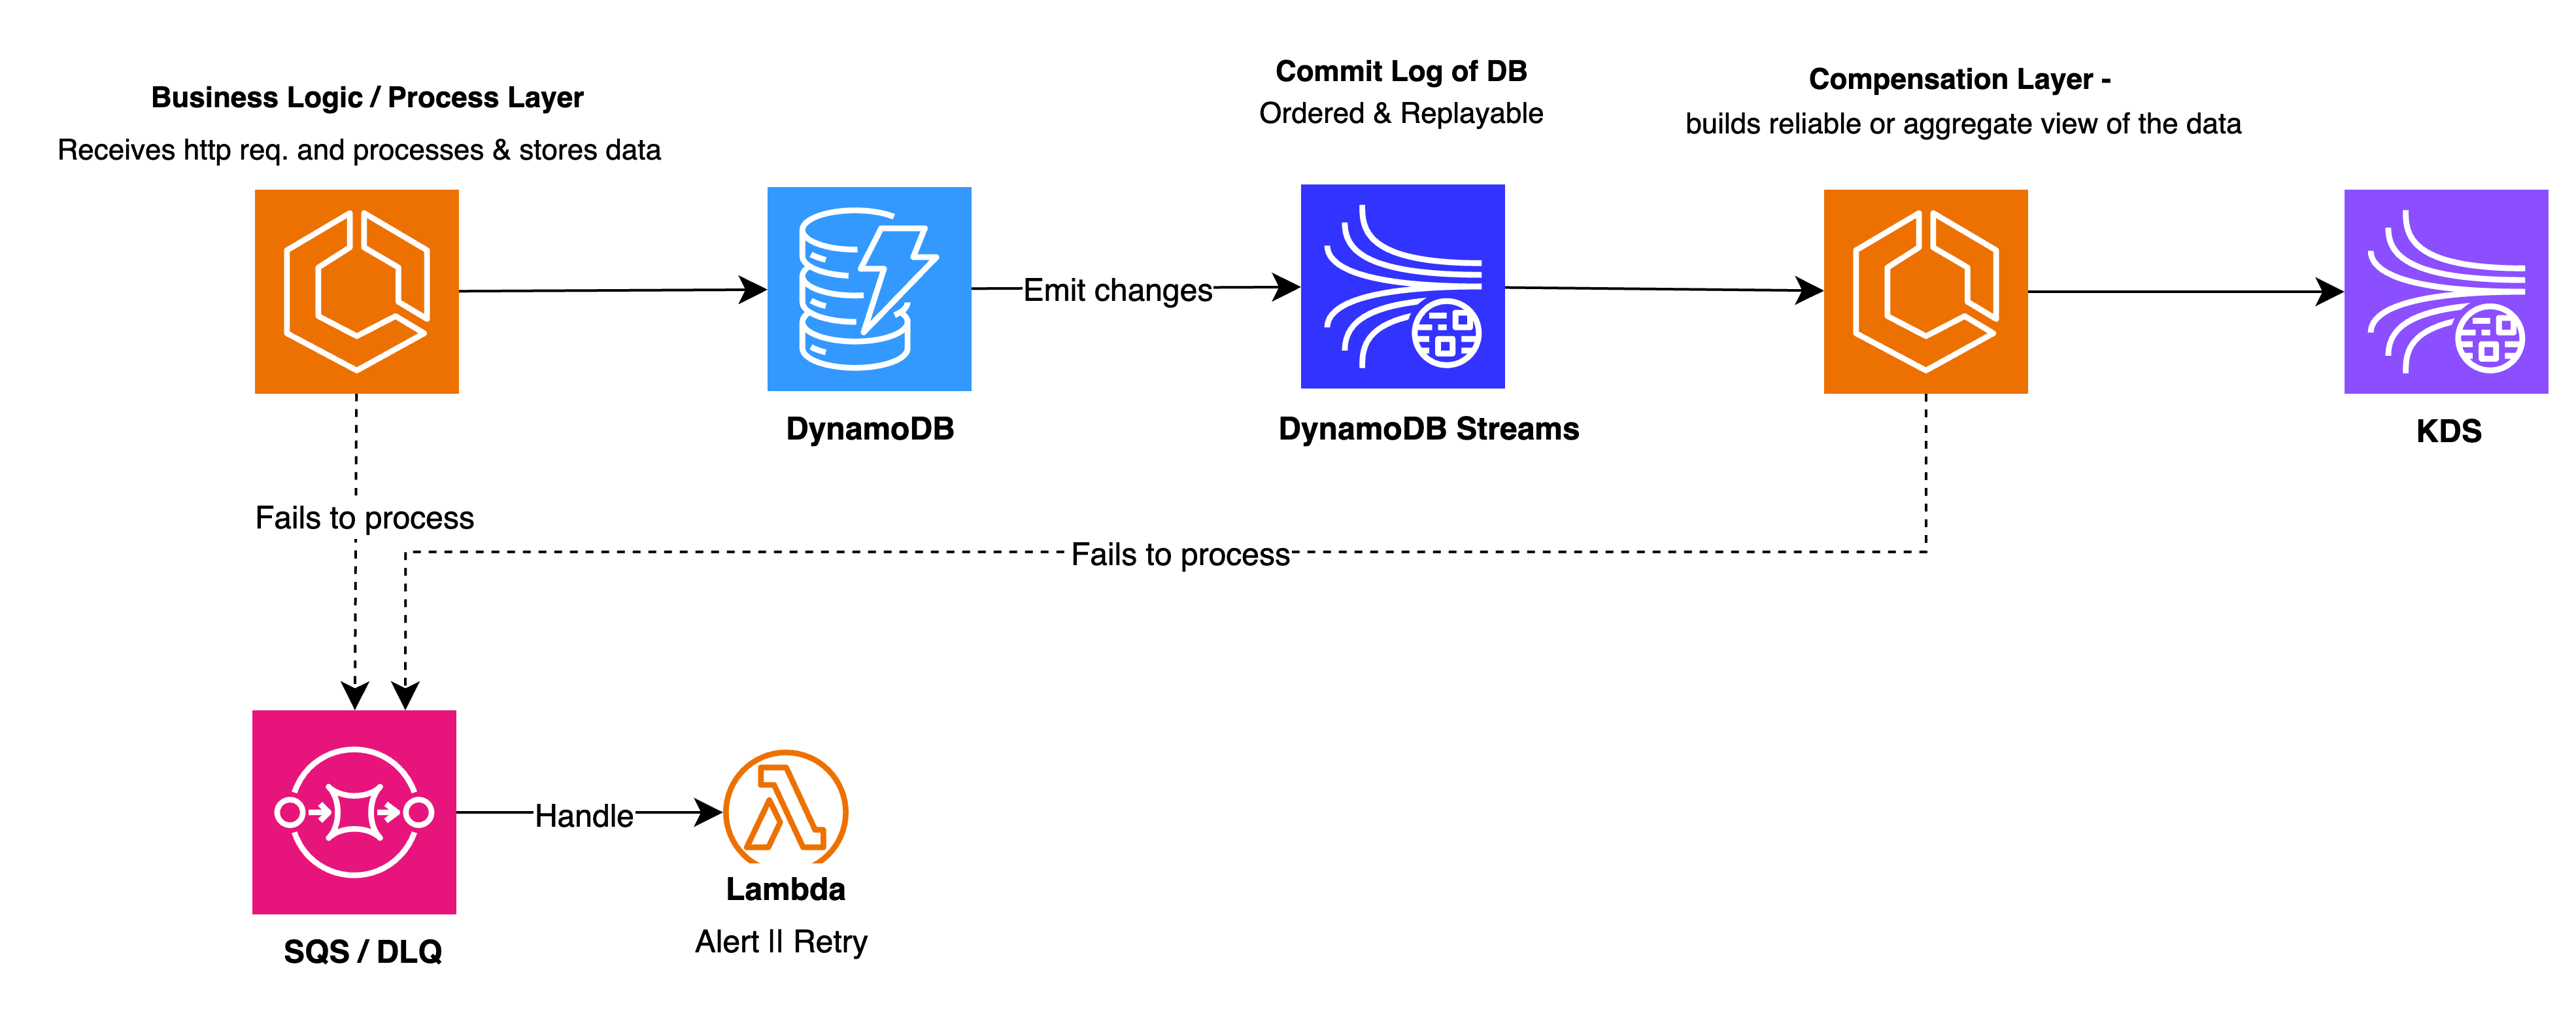 Business Logic / Process Layer
Receives http req. and processes & stores data
Commit Log of DB
Ordered & Replayable
Compensation Layer -
builds reliable or aggregate view of the data
Emit changes
DynamoDB
DynamoDB Streams
KDS
Fails to process
Fails to process
Handle
Lambda
Alert || Retry
SQS / DLQ